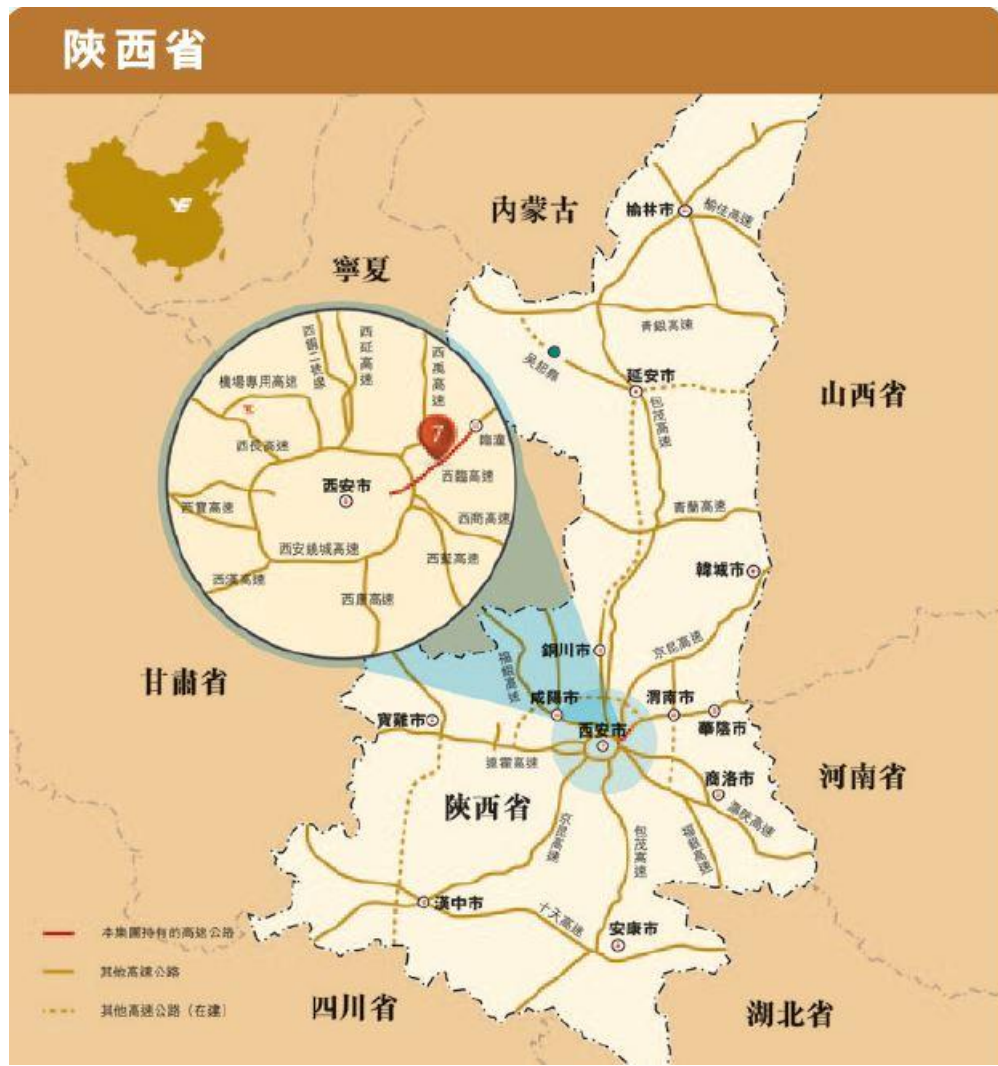 陝西省
內蒙古
寧夏
榆林市
榆佳高速
青銀高速
吳起縣
延安市
包茂高速
山西省
西銅二級線
西延高速
西禹高速
機場專用高速
7
臨潼
西長高速
西臨高速
西安市
西寶高速
西商高速
西安繞城高速
西藍高速
西漢高速
西康高速
青蘭高速
韓城市
銅川市
京昆高速
福銀高速
甘肅省
咸陽市
渭南市
寶雞市
西安市
華陰市
連霍高速
商洛市
河南省
陝西省
滬陝高速
京昆高速
包茂高速
福銀高速
漢中市
十天高速
安康市
本集團持有的高速公路
其他高速公路
其他高速公路（在建）
四川省
湖北省